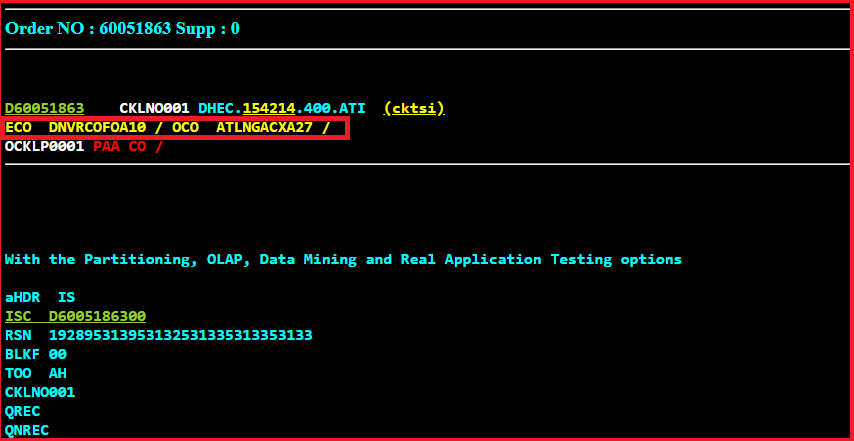 Order NO : 60051863 Supp : 0
D60051863 CKLNO001 DHEC.154214.400.ATI (cktsi)
ECO DNVRCOFOA10 / OCO ATLNGACXA27 /
OCKLP0001 PAA CO /
With the Partitioning, OLAP, Data Mining and Real Application Testing options
aHDR IS
ISC D6005186300
RSN 192895313953132531335313353133
BLKF 00
TOO AH
CKLNO001
QREC
QNREC